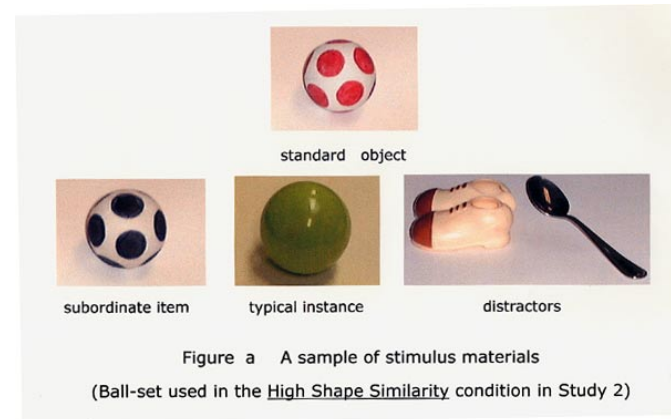 standard object
subordinate item
typical instance
distractors
Figure a A sample of stimulus materials
(Ball-set used in the High Shape Similarity condition in Study 2)